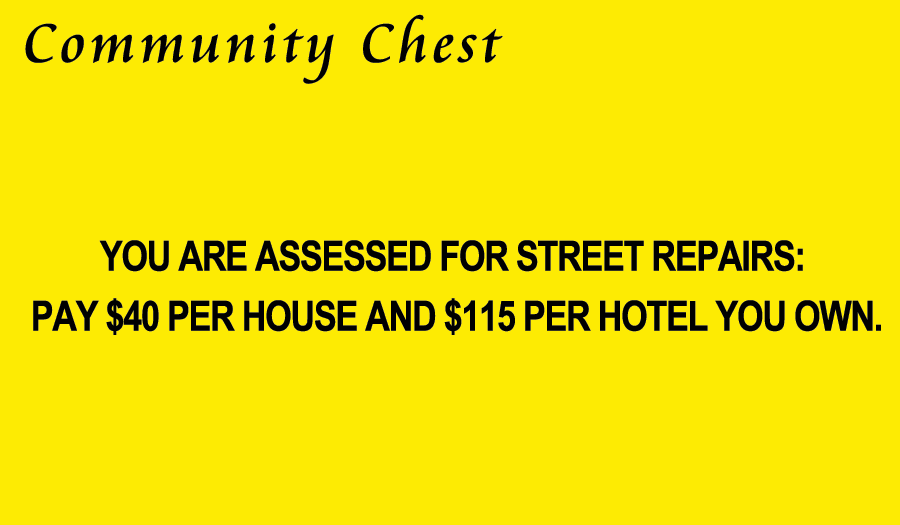 Community Chest
YOU ARE ASSESSED FOR STREET REPAIRS:
PAY $40 PER HOUSE AND $115 PER HOTEL YOU OWN.